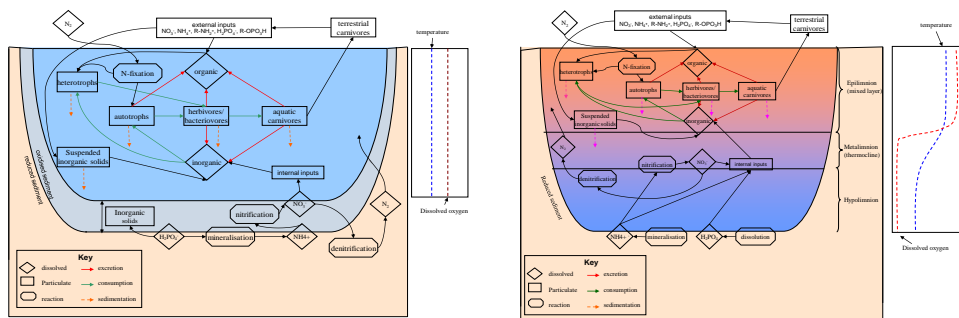 N₂
external inputs
NO₃⁻, NH₄⁺, R-NH₂⁺, H₂PO₄⁻, R-OPO₃H
terrestrial
carnivores
temperature
heterotrophs
N-fixation
organic
autotrophs
herbivores/
bacteriovores
aquatic
carnivores
Suspended
inorganic solids
inorganic
internal inputs
oxidised sediment
reduced sediment
Inorganic
solids
nitrification
NO₃⁻
N₂
H₂PO₄⁻
mineralisation
NH4+
denitrification
Dissolved oxygen
Key
dissolved
excretion
Particulate
consumption
reaction
sedimentation
N₂
external inputs
NO₃⁻, NH₄⁺, R-NH₂⁺, H₂PO₄⁻, R-OPO₃H
terrestrial
carnivores
temperature
organic
N-fixation
heterotrophs
autotrophs
herbivores/
bacteriovores
aquatic
carnivores
Epilimnion
(mixed layer)
Suspended
inorganic solids
inorganic
N₂
Metalimnion
(thermocline)
nitrification
NO₃⁻
internal inputs
denitrification
Reduced sediment
Hypolimnion
NH4+
mineralisation
H₂PO₄⁻
dissolution
Dissolved oxygen
Key
dissolved
excretion
Particulate
consumption
reaction
sedimentation